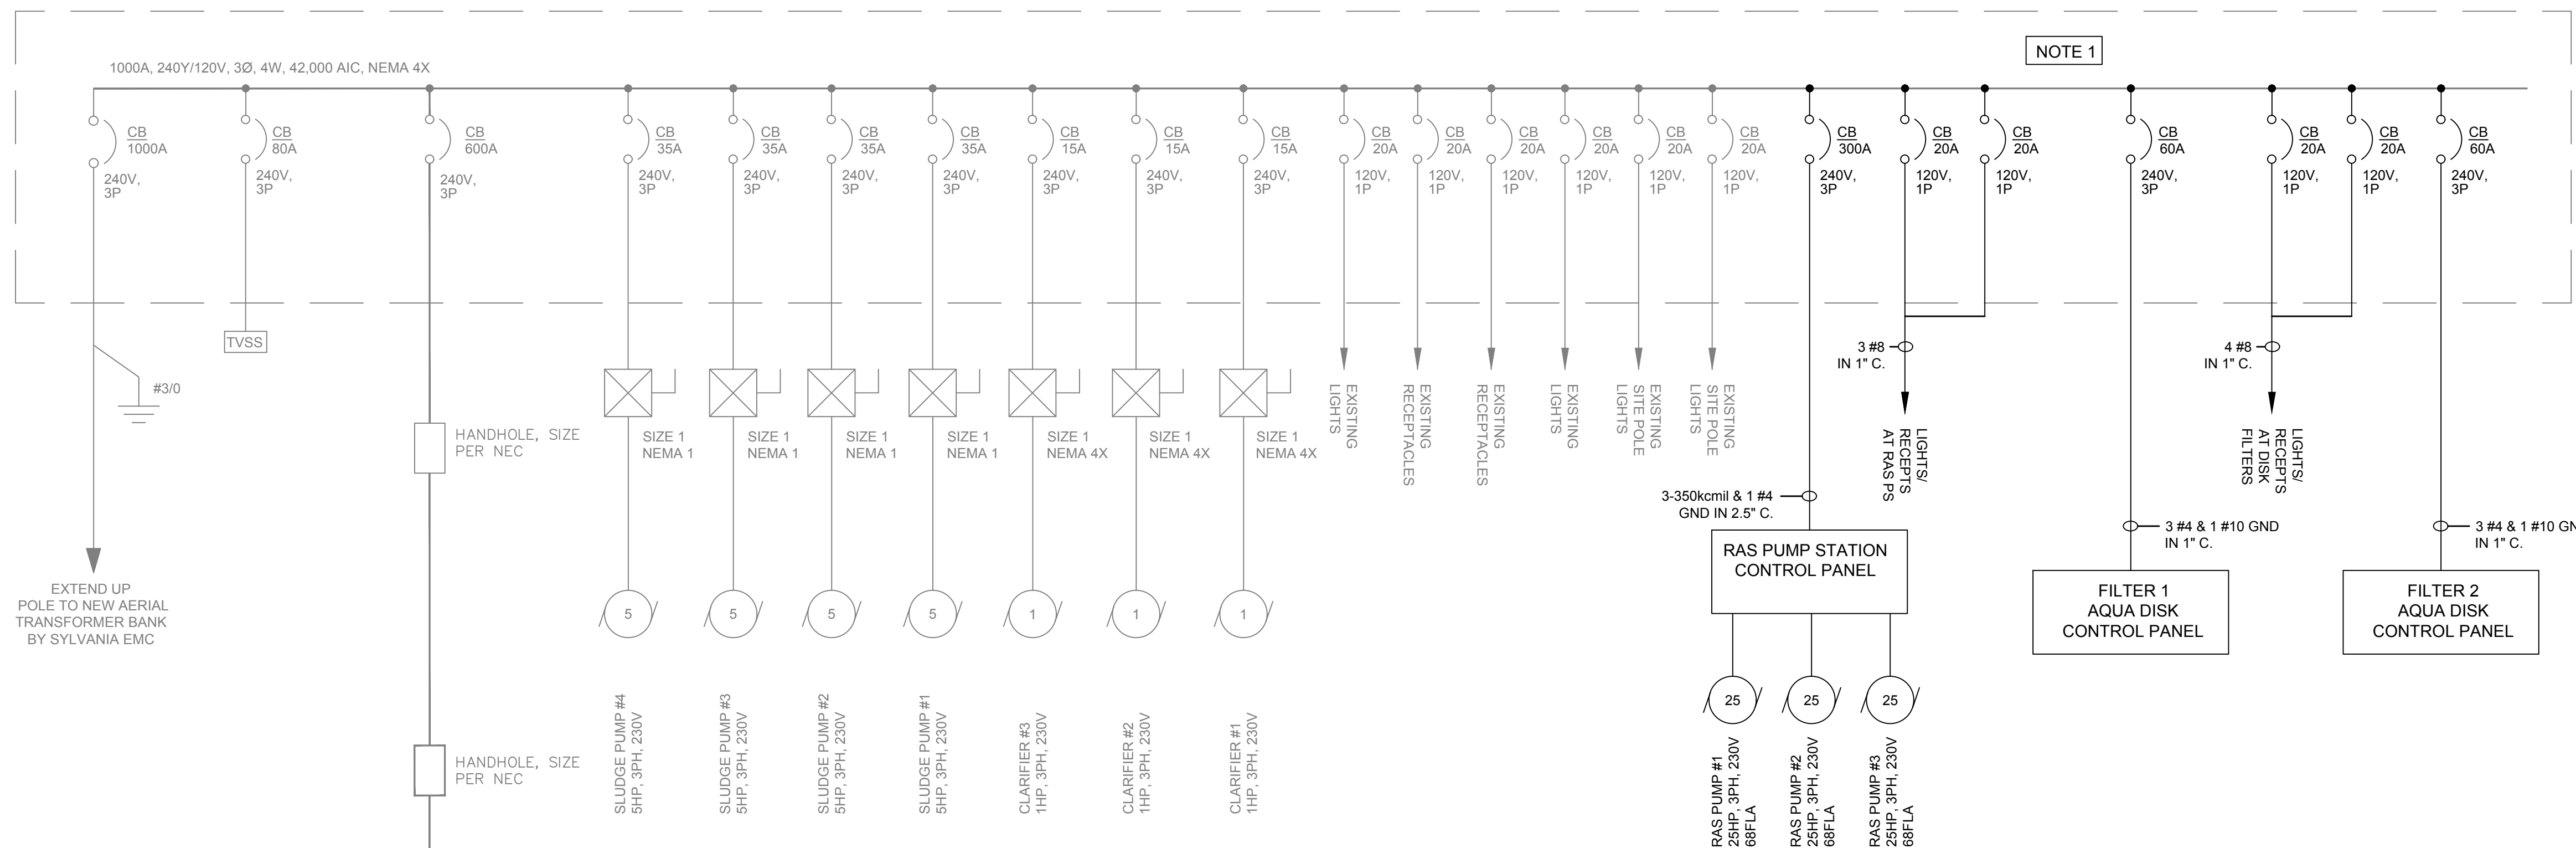 NOTE 1
1000A, 240Y/120V, 3Ø, 4W, 42,000 AIC, NEMA 4X
CB
1000A
240V,
3P
CB
80A
240V,
3P
CB
600A
240V,
3P
CB
35A
240V,
3P
CB
35A
240V,
3P
CB
35A
240V,
3P
CB
35A
240V,
3P
CB
15A
240V,
3P
CB
15A
240V,
3P
CB
15A
240V,
3P
CB
20A
120V,
1P
CB
20A
120V,
1P
CB
20A
120V,
1P
CB
20A
120V,
1P
CB
20A
120V,
1P
CB
20A
120V,
1P
CB
300A
240V,
3P
CB
20A
120V,
1P
CB
20A
120V,
1P
CB
60A
240V,
3P
CB
20A
120V,
1P
CB
20A
120V,
1P
CB
60A
240V,
3P
TVSS
#3/0
EXTEND UP
POLE TO NEW AERIAL
TRANSFORMER BANK
BY SYLVANIA EMC
HANDHOLE, SIZE
PER NEC
HANDHOLE, SIZE
PER NEC
SIZE 1
NEMA 1
SIZE 1
NEMA 1
SIZE 1
NEMA 1
SIZE 1
NEMA 1
SIZE 1
NEMA 4X
SIZE 1
NEMA 4X
SIZE 1
NEMA 4X
5
5
5
5
1
1
1
SLUDGE PUMP #4
5HP, 3PH, 230V
SLUDGE PUMP #3
5HP, 3PH, 230V
SLUDGE PUMP #2
5HP, 3PH, 230V
SLUDGE PUMP #1
5HP, 3PH, 230V
CLARIFIER #3
1HP, 3PH, 230V
CLARIFIER #2
1HP, 3PH, 230V
CLARIFIER #1
1HP, 3PH, 230V
EXISTING
LIGHTS
EXISTING
RECEPTACLES
EXISTING
RECEPTACLES
EXISTING
LIGHTS
EXISTING
SITE POLE
LIGHTS
EXISTING
SITE POLE
LIGHTS
3-350kcmil & 1 #4
GND IN 2.5" C.
RAS PUMP STATION
CONTROL PANEL
25
25
25
RAS PUMP #1
25HP, 3PH, 230V
68FLA
RAS PUMP #2
25HP, 3PH, 230V
68FLA
RAS PUMP #3
25HP, 3PH, 230V
68FLA
3 #8
IN 1" C.
LIGHTS/
RECEPTS
AT RAS PS
3 #4 & 1 #10 GND
IN 1" C.
FILTER 1
AQUA DISK
CONTROL PANEL
4 #8
IN 1" C.
LIGHTS/
RECEPTS
AT DISK
FILTERS
3 #4 & 1 #10 GN
IN 1" C.
FILTER 2
AQUA DISK
CONTROL PANEL